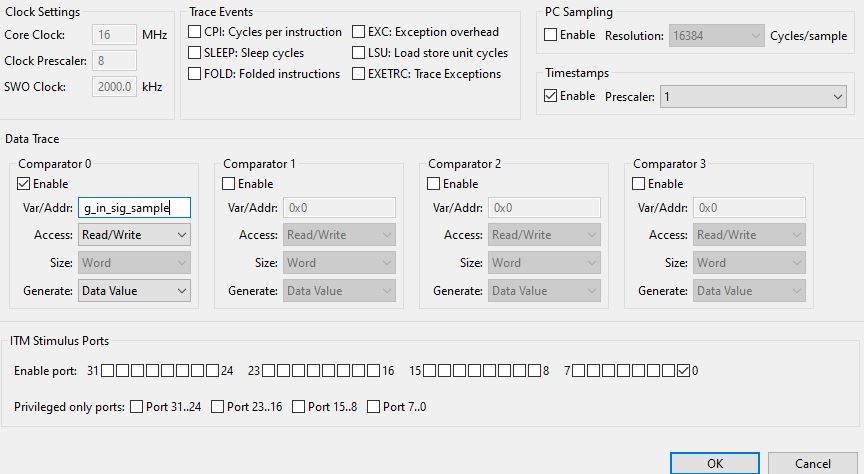 Clock Settings
Core Clock: 16 MHz
Clock Prescaler: 8
SWO Clock: 2000.0 kHz
Trace Events
CPI: Cycles per instruction EXC: Exception overhead
SLEEP: Sleep cycles LSU: Load store unit cycles
FOLD: Folded instructions EXETRC: Trace Exceptions
PC Sampling
Enable Resolution: 16384 Cycles/sample
Timestamps
Enable Prescaler: 1
Data Trace
Comparator 0
Enable
Var/Addr: g_in_sig_sample
Access: Read/Write
Size: Word
Generate: Data Value
Comparator 1
Enable
Var/Addr: 0x0
Access: Read/Write
Size: Word
Generate: Data Value
Comparator 2
Enable
Var/Addr: 0x0
Access: Read/Write
Size: Word
Generate: Data Value
Comparator 3
Enable
Var/Addr: 0x0
Access: Read/Write
Size: Word
Generate: Data Value
ITM Stimulus Ports
Enable port: 31 24 23 16 15 8 7 0
Privileged only ports: Port 31..24 Port 23..16 Port 15..8 Port 7..0
OK Cancel